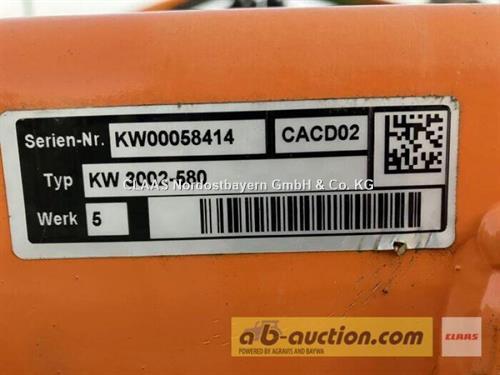 Serien-Nr. KW00058414 CACD02
Typ KW 3002-580
CLAAS Nordostbayern GmbH & Co. KG
Werk 5
ab-auction.com
POWERED BY AGRAVIS AND BAYWA
CLAAS